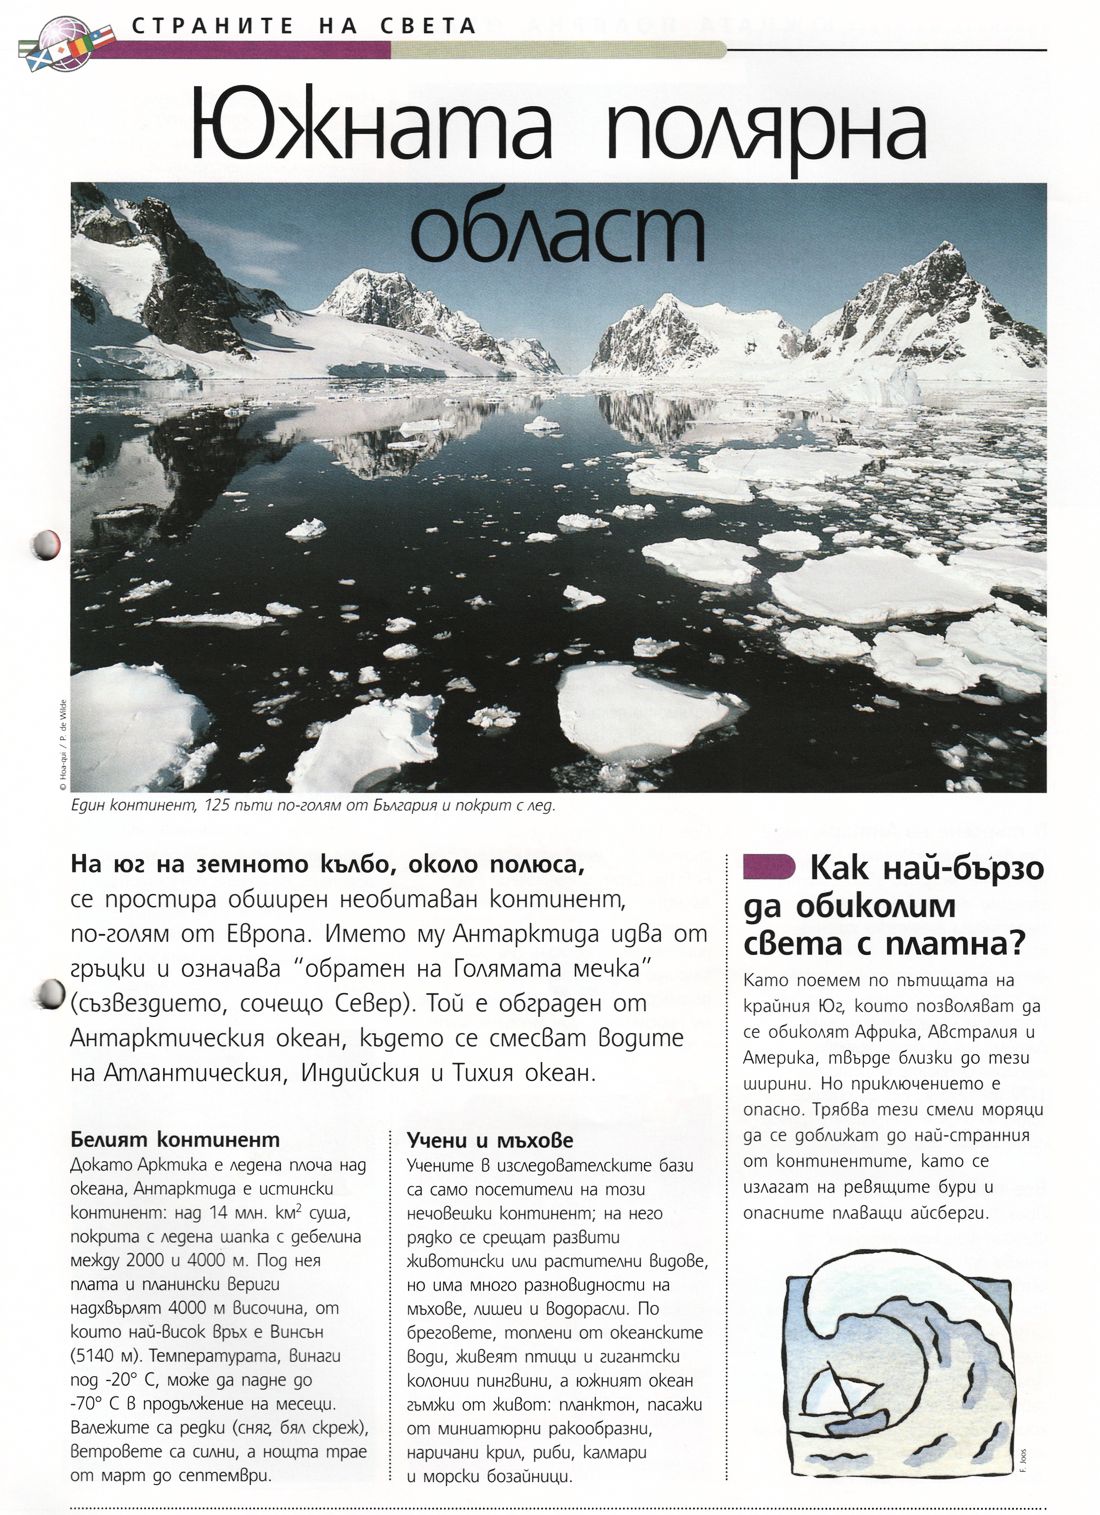 СТРАНИТЕ НА СВЕТА
Южната полярна
област
© Hoa-qui / P. de Wilde
Един континент, 125 пъти по-голям от България и покрит с лед.
На юг на земното кълбо, около полюса,
се простира обширен необитаван континент,
по-голям от Европа. Името му Антарктида идва от
гръцки и означава “обратен на Голямата мечка”
(съзвездието, сочещо Север). Той е обграден от
Антарктическия океан, където се смесват водите
на Атлантическия, Индийския и Тихия океан.
Белият континент
Докато Арктика е ледена плоча над
океана, Антарктида е истински
континент: над 14 млн. км² суша,
покрита с ледена шапка с дебелина
между 2000 и 4000 м. Под нея
плата и планински вериги
надхвърлят 4000 м височина, от
които най-висок връх е Винсън
(5140 м). Температурата, винаги
под -20° С, може да падне до
-70° С в продължение на месеци.
Валежите са редки (сняг, бял скреж),
ветровете са силни, а нощта трае
от март до септември.
Учени и мъхове
Учените в изследователските бази
са само посетители на този
нечовешки континент; на него
рядко се срещат развити
животински или растителни видове,
но има много разновидности на
мъхове, лишеи и водорасли. По
бреговете, топлени от океанските
води, живеят птици и гигантски
колонии пингвини, а южният океан
гъмжи от живот: планктон, пасажи
от миниатюрни ракообразни,
наричани крил, риби, калмари
и морски бозайници.
Как най-бързо
да обиколим
света с платна?
Като поемем по пътищата на
крайния Юг, които позволяват да
се обиколят Африка, Австралия и
Америка, твърде близки до тези
ширини. Но приключението е
опасно. Трябва тези смели моряци
да се доближат до най-странния
от континентите, като се
излагат на ревящите бури и
опасните плаващи айсберги.
F. Joos